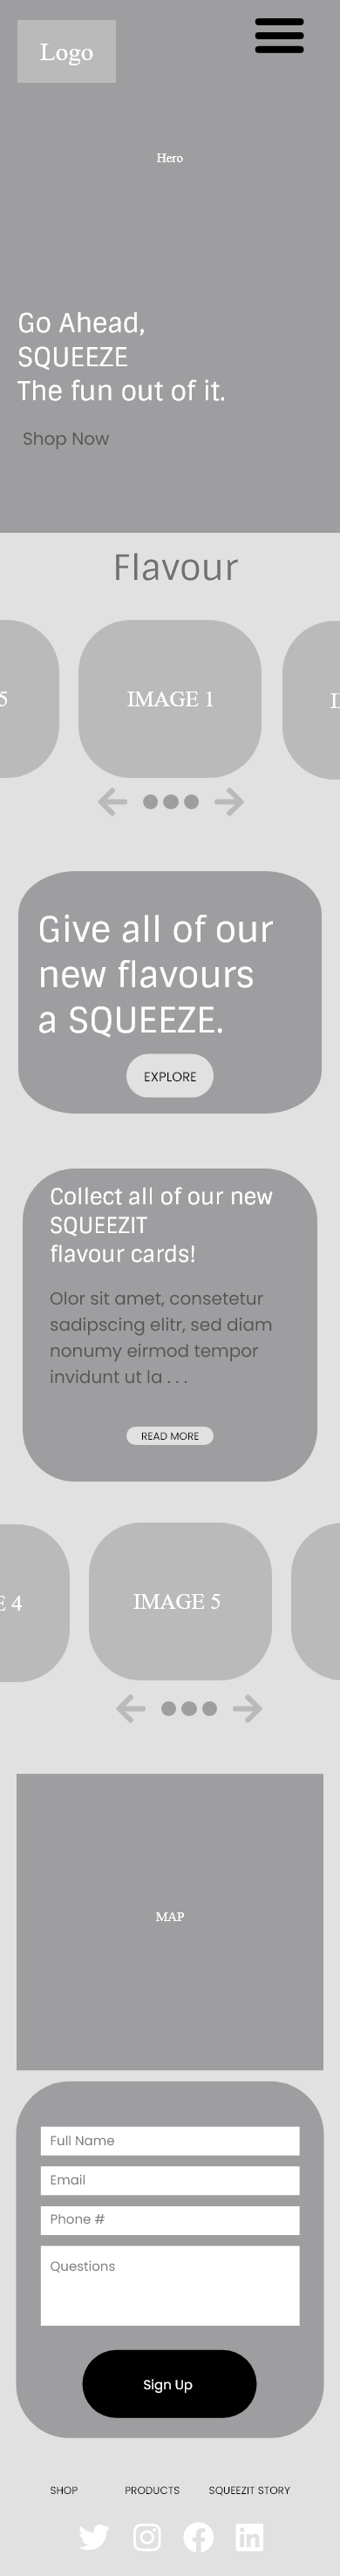 Logo
Hero
Go Ahead,
SQUEEZE
The fun out of it.
Shop Now
Flavour
5
IMAGE 1
Give all of our
new flavours
a SQUEEZE.
EXPLORE
Collect all of our new
SQUEEZIT
flavour cards!
Olor sit amet, consetetur
sadipscing elitr, sed diam
nonumy eirmod tempor
invidunt ut la . . .
READ MORE
E 4
IMAGE 5
MAP
Full Name
Email
Phone #
Questions
Sign Up
SHOP
PRODUCTS
SQUEEZIT STORY